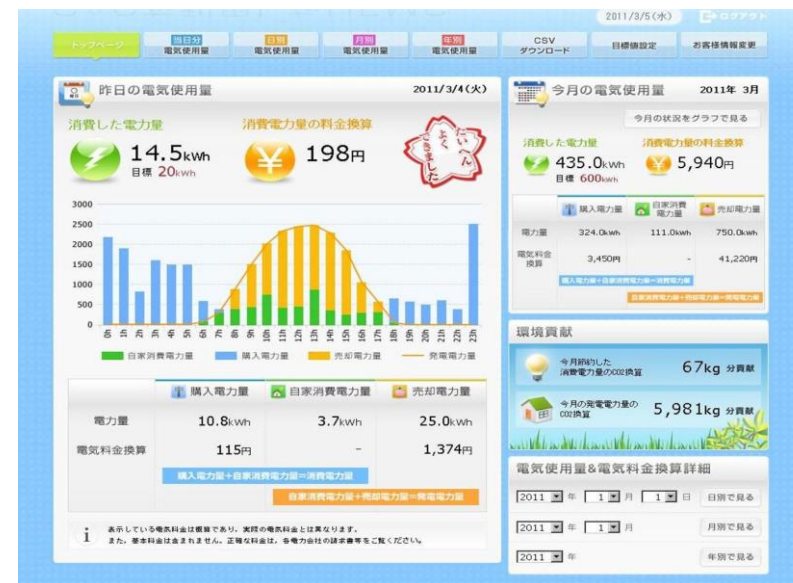 2011/3/5(水)
ログアウト
トップページ
当日分
電気使用量
日別
電気使用量
月別
電気使用量
年別
電気使用量
CSV
ダウンロード
目標値設定
お客様情報変更
昨日の電気使用量
2011/3/4(火)
消費した電力量
14.5kwh
目標 20kwh
消費電力量の料金換算
198円
たいへん
よく
できました
3000
2500
2000
1500
1000
500
0
0h 1h 2h 3h 4h 5h 6h 7h 8h 9h 10h 11h 12h 13h 14h 15h 16h 17h 18h 19h 20h 21h 22h 23h
自家消費電力量 購入電力量 売却電力量 発電電力量
購入電力量 自家消費電力量 売却電力量
電力量 10.8kwh 3.7kwh 25.0kwh
電気料金換算 115円 - 1,374円
購入電力量+自家消費電力量=消費電力量
自家消費電力量+売却電力量=発電電力量
i
表示している電気料金は概算であり、実際の電気料金とは異なります。
また、基本料金は含まれません。正確な料金は、各電力会社の請求書等をご覧ください。
今月の電気使用量
2011年 3月
今月の状況をグラフで見る
消費した電力量
435.0kwh
目標 600kwh
消費電力量の料金換算
5,940円
購入電力量
自家消費
電力量
売却電力量
電力量 324.0kwh 111.0kwh 750.0kwh
電気料金
換算
3,450円 - 41,220円
購入電力量+自家消費電力量=消費電力量
自家消費電力量+売却電力量=発電電力量
環境貢献
今月節約した
消費電力量のCO2換算
67kg 分貢献
今月の発電電力量の
CO2換算
5,981kg 分貢献
電気使用量&電気料金換算詳細
2011 年 1 月 1 日 日別で見る
2011 年 1 月 月別で見る
2011 年 年別で見る